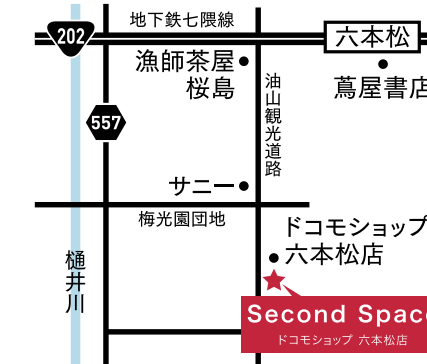 地下鉄七隈線
202
六本松
漁師茶屋
桜島
蔦屋書店
油山観光道路
557
サニー
梅光園団地
樋井川
ドコモショップ
六本松店
Second Space
ドコモショップ 六本松店